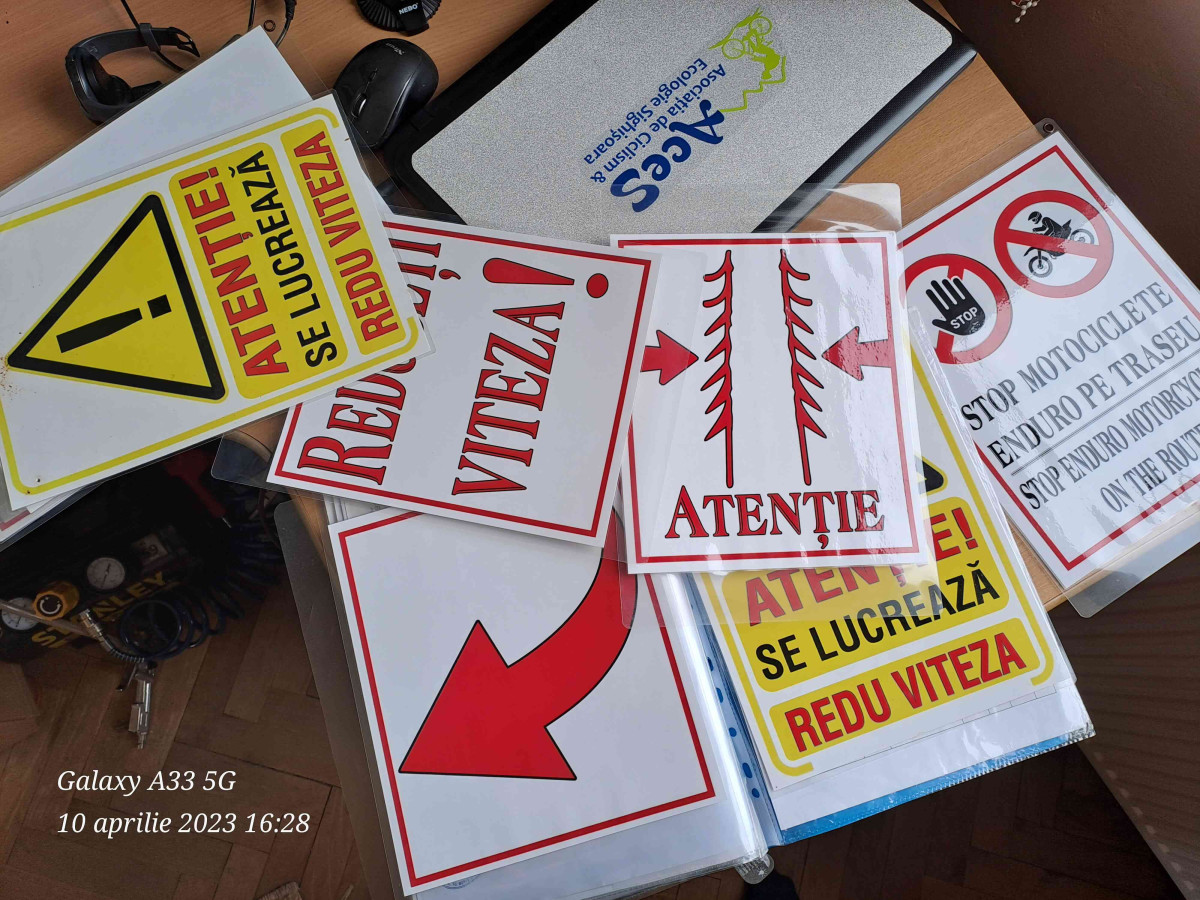 NEBO
AceS
Asociația de Ciclism &
Ecologie Sighișoara
ATENȚIE!
SE LUCREAZĂ
REDU VITEZA
VITEZA!
ATENȚIE
STOP
STOP MOTOCICLETE
ENDURO PE TRASEU
STOP ENDURO MOTORCYCL
ON THE ROUT
ATENȚIE!
SE LUCREAZĂ
REDU VITEZA
STANLEY
Galaxy A33 5G
10 aprilie 2023 16:28